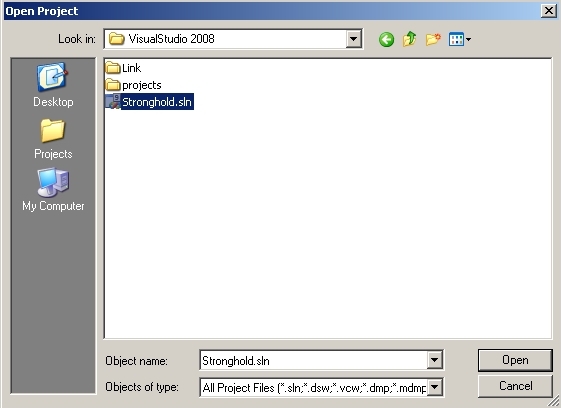 Open Project
Look in: VisualStudio 2008
Link
projects
Stronghold.sln
Desktop
Projects
My Computer
Object name: Stronghold.sln Open
Objects of type: All Project Files (*.sln;*.dsw;*.vcw;*.dmp;*.mdmp Cancel